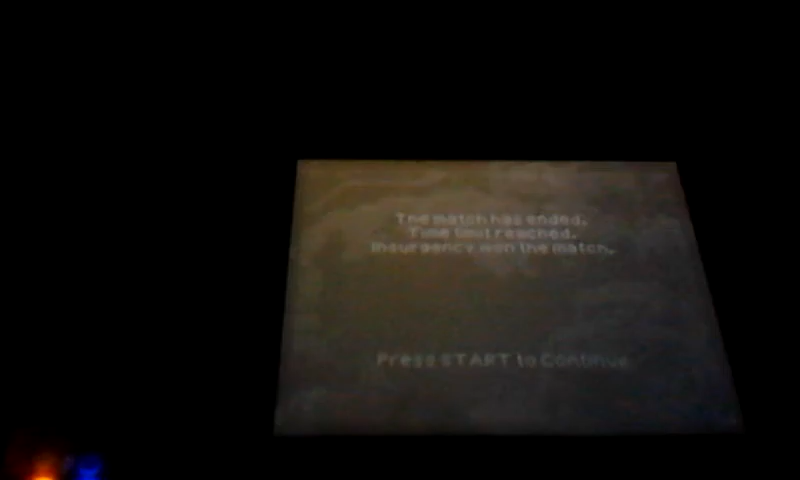 The match has ended.
Time limit reached.
Insurgency won the match.
Press START to Continue